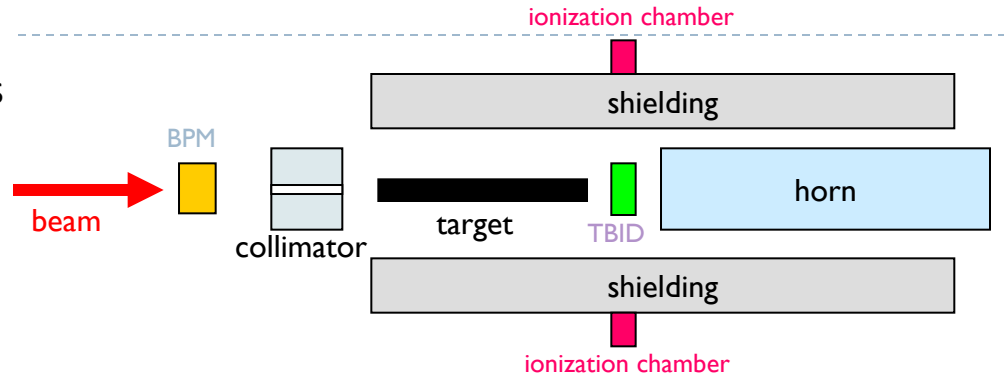 ionization chamber
s
shielding
BPM
beam
collimator
target
TBID
horn
shielding
ionization chamber